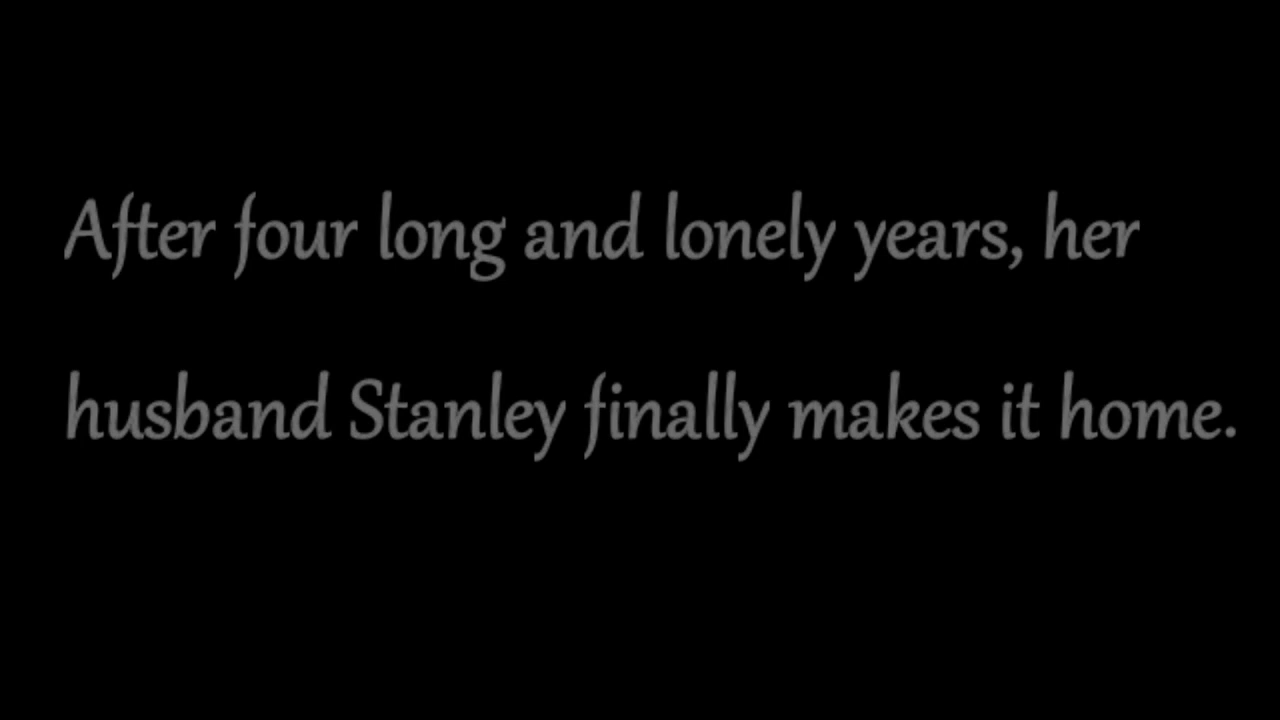 After four long and lonely years, her
husband Stanley finally makes it home.